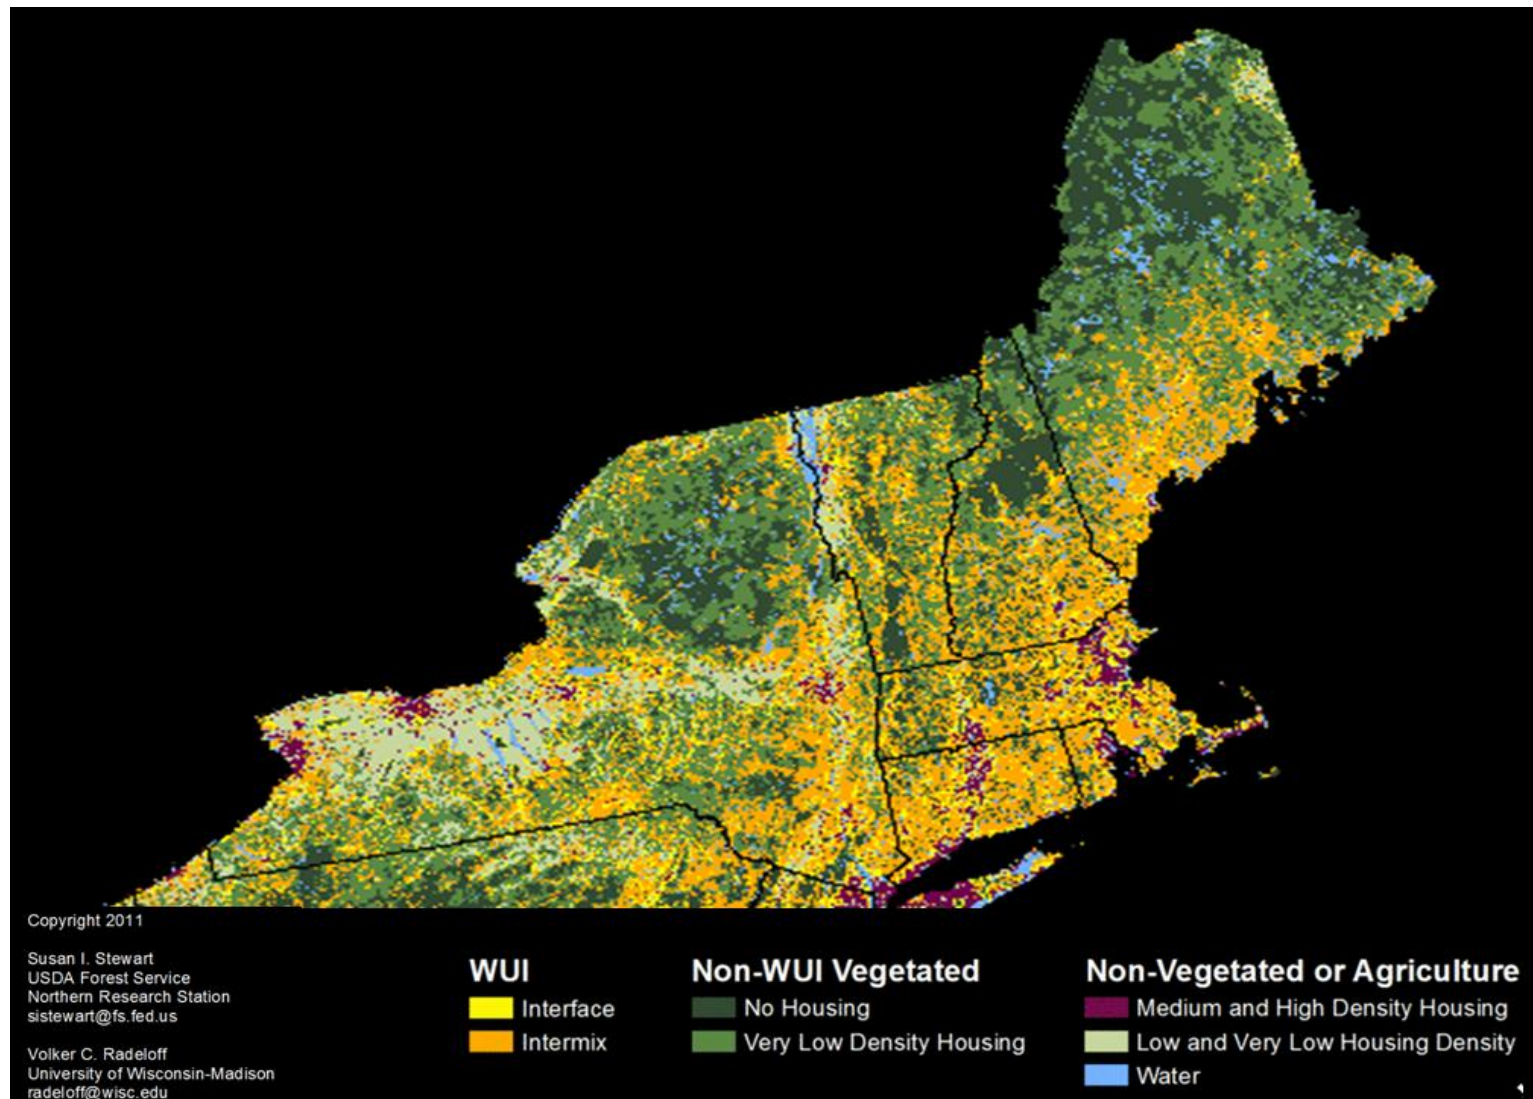 Copyright 2011
Susan I. Stewart
USDA Forest Service
Northern Research Station
sistewart@fs.fed.us
Volker C. Radeloff
University of Wisconsin-Madison
radeloff@wisc.edu
WUI
Interface
Intermix
Non-WUI Vegetated
No Housing
Very Low Density Housing
Non-Vegetated or Agriculture
Medium and High Density Housing
Low and Very Low Housing Density
Water